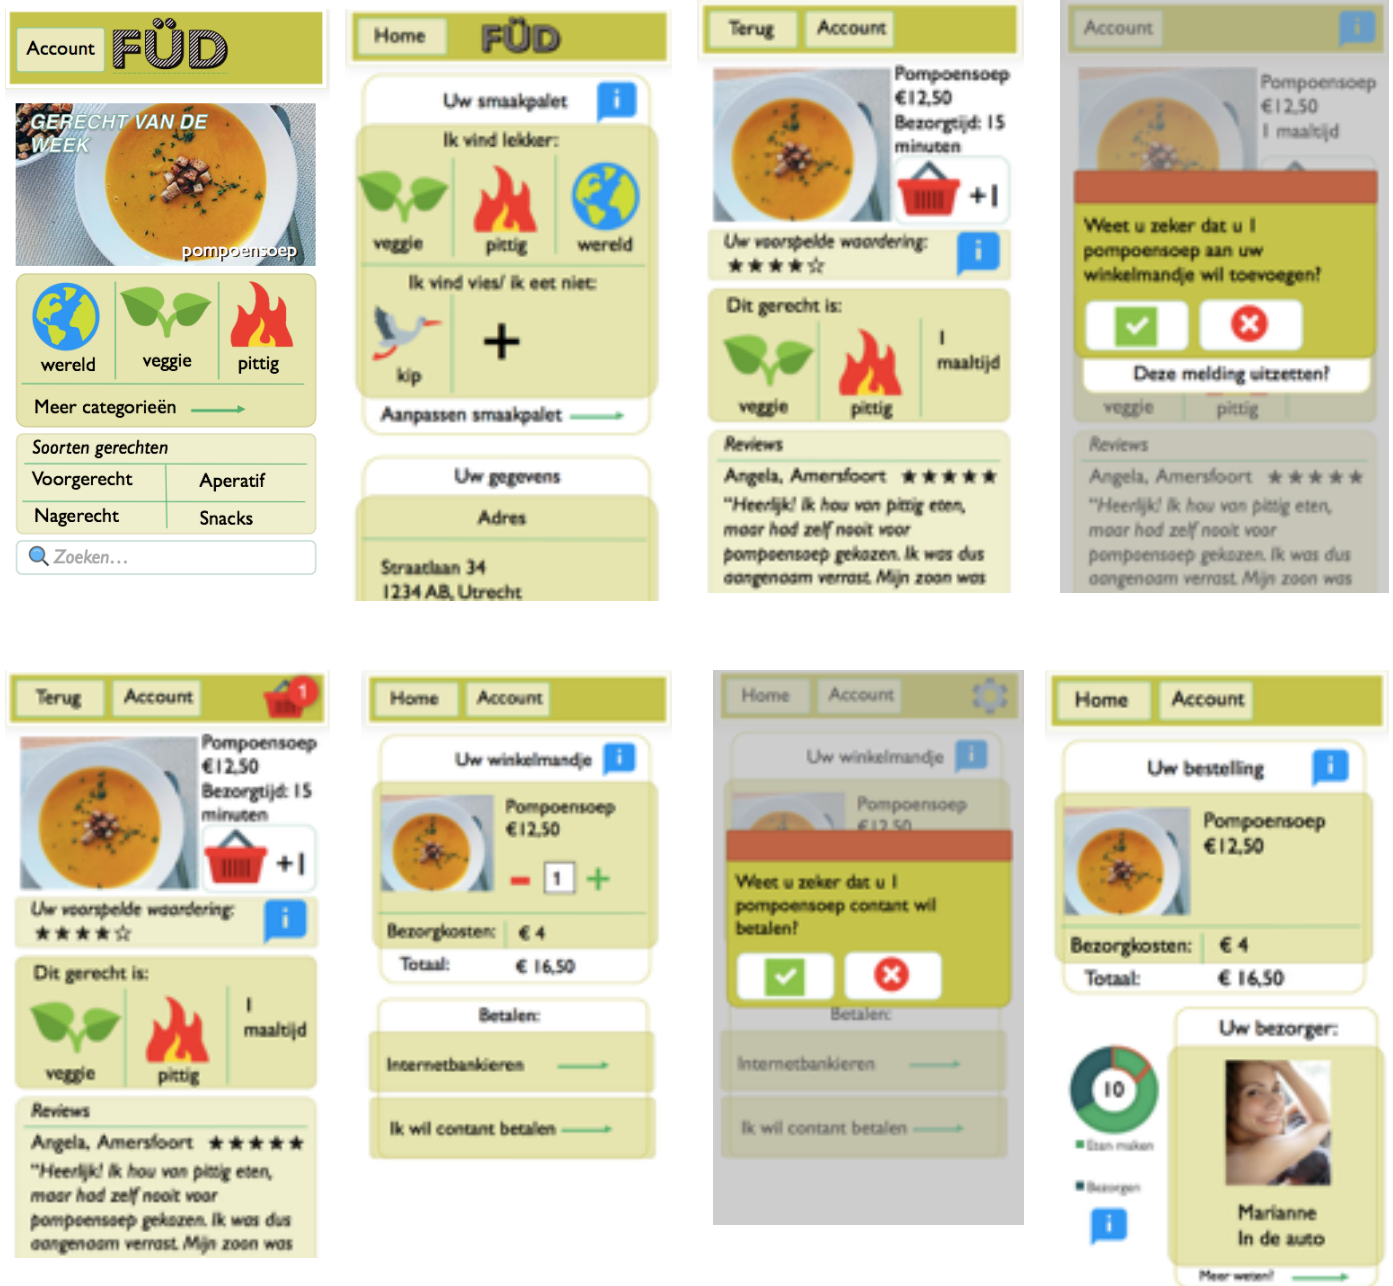 Account FÜD
GERECHT VAN DE
WEEK
pompoensoep
wereld veggie pittig
Meer categorieën
Soorten gerechten
Voorgerecht Aperatif
Nagerecht Snacks
Zoeken...
Home FÜD
Uw smaakpalet
Ik vind lekker:
veggie pittig wereld
Ik vind vies/ ik eet niet:
kip
Aanpassen smaakpalet
Uw gegevens
Adres
Straatlaan 34
1234 AB, Utrecht
Terug Account
Pompoensoep
€12,50
Bezorgtijd: 15
minuten
+1
Uw voorspelde waardering:
Dit gerecht is:
1
maaltijd
veggie pittig
Reviews
Angela, Amersfoort
"Heerlijk! Ik hou van pittig eten,
maar had zelf nooit voor
pompoensoep gekozen. Ik was dus
aangenaam verrast. Mijn zoon was
Account
Pompoensoep
€12,50
1 maaltijd
Weet u zeker dat u 1
pompoensoep aan uw
winkelmandje wil toevoegen?
Deze melding uitzetten?
veggie pittig
Reviews
Angela, Amersfoort
"Heerlijk! Ik hou van pittig eten,
maar had zelf nooit voor
pompoensoep gekozen. Ik was dus
aangenaam verrast. Mijn zoon was
Terug Account 1
Pompoensoep
€12,50
Bezorgtijd: 15
minuten
+1
Uw voorspelde waardering:
Dit gerecht is:
1
maaltijd
veggie pittig
Reviews
Angela, Amersfoort
"Heerlijk! Ik hou van pittig eten,
maar had zelf nooit voor
pompoensoep gekozen. Ik was dus
aangenaam verrast. Mijn zoon was
Home Account
Uw winkelmandje
Pompoensoep
€12,50
1
Bezorgkosten: € 4
Totaal: € 16,50
Betalen:
Internetbankieren
Ik wil contant betalen
Home Account
Uw winkelmandje
Pompoensoep
€12,50
Weet u zeker dat u 1
pompoensoep contant wil
betalen?
Betalen:
Internetbankieren
Ik wil contant betalen
Home Account
Uw bestelling
Pompoensoep
€12,50
Bezorgkosten: € 4
Totaal: € 16,50
Uw bezorger:
10
Eten maken
Bezorgen
Marianne
In de auto
Meer weten?